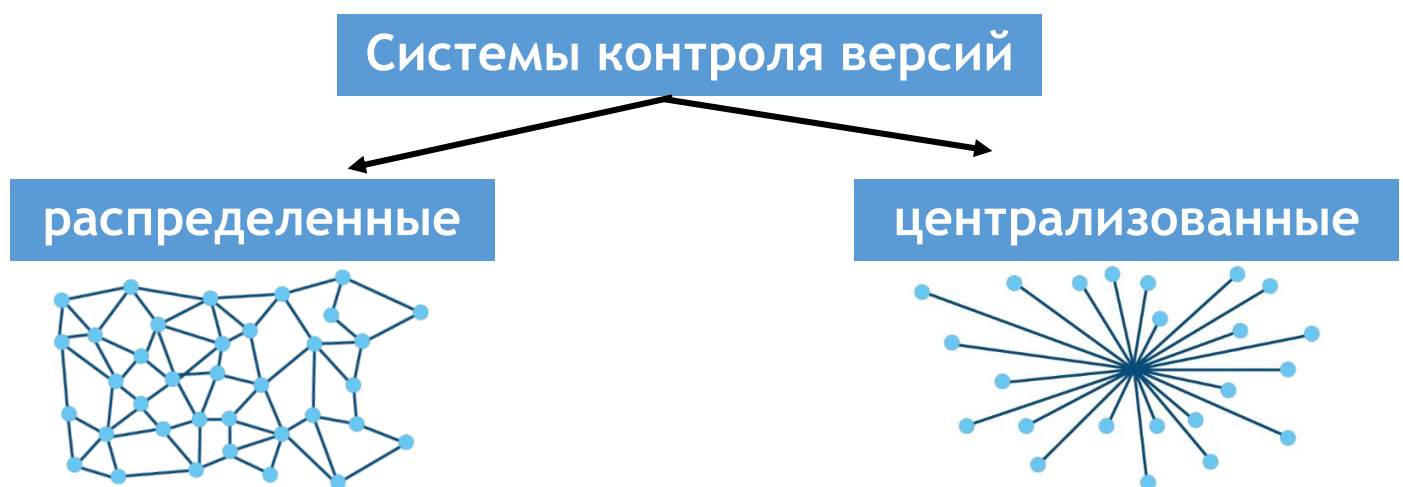 Системы контроля версий
распределенные
централизованные